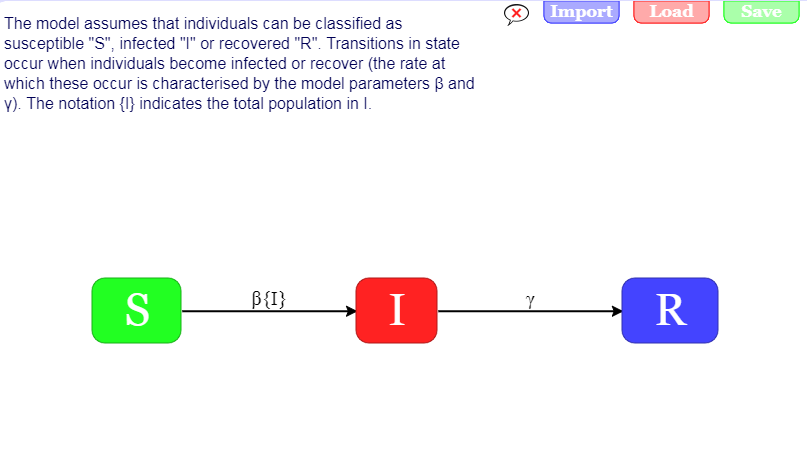 The model assumes that individuals can be classified as
susceptible "S", infected "I" or recovered "R". Transitions in state
occur when individuals become infected or recover (the rate at
which these occur is characterised by the model parameters β and
γ). The notation {I} indicates the total population in I.
Import Load Save
S β{I} I γ R